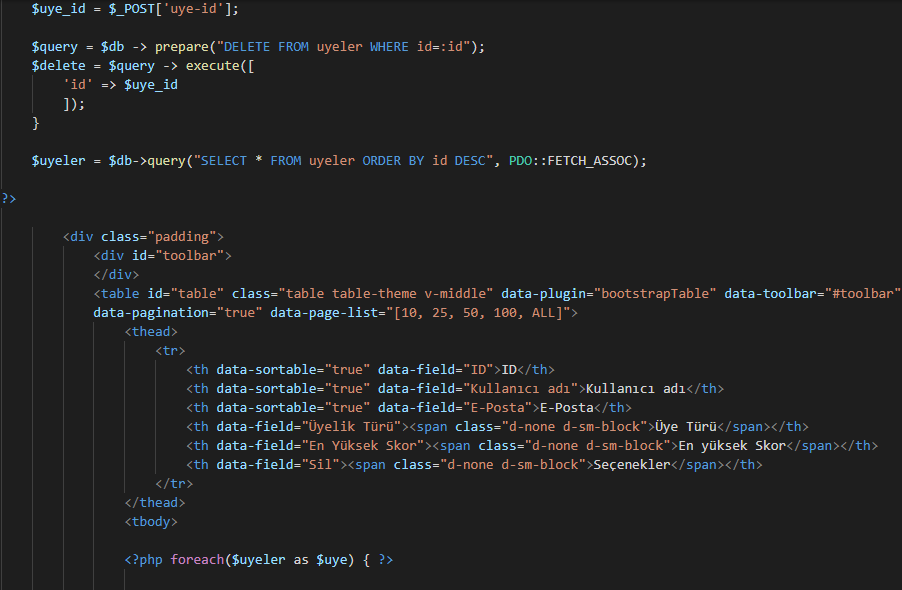 $uye_id = $_POST['uye-id'];
$query = $db -> prepare("DELETE FROM uyeler WHERE id=:id");
$delete = $query -> execute([
'id' => $uye_id
]);
}
$uyeler = $db->query("SELECT * FROM uyeler ORDER BY id DESC", PDO::FETCH_ASSOC);
?>
<div class="padding">
<div id="toolbar">
</div>
<table id="table" class="table table-theme v-middle" data-plugin="bootstrapTable" data-toolbar="#toolbar"
data-pagination="true" data-page-list="[10, 25, 50, 100, ALL]">
<thead>
<tr>
<th data-sortable="true" data-field="ID">ID</th>
<th data-sortable="true" data-field="Kullanıcı adı">Kullanıcı adı</th>
<th data-sortable="true" data-field="E-Posta">E-Posta</th>
<th data-field="Üyelik Türü"><span class="d-none d-sm-block">Üye Türü</span></th>
<th data-field="En Yüksek Skor"><span class="d-none d-sm-block">En yüksek Skor</span></th>
<th data-field="Sil"><span class="d-none d-sm-block">Seçenekler</span></th>
</tr>
</thead>
<tbody>
<?php foreach($uyeler as $uye) { ?>